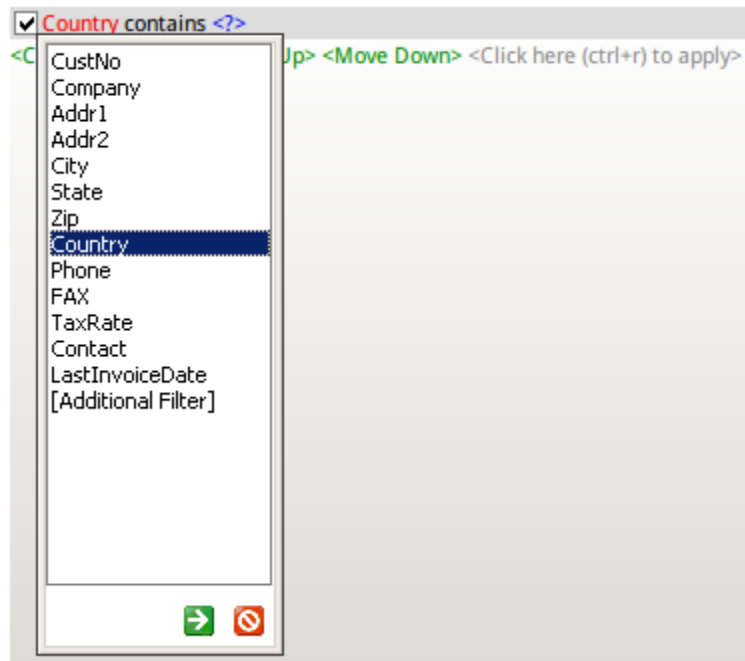 Country contains <?>
<C
Up> <Move Down> <Click here (ctrl+r) to apply>
CustNo
Company
Addr1
Addr2
City
State
Zip
Country
Phone
FAX
TaxRate
Contact
LastInvoiceDate
[Additional Filter]